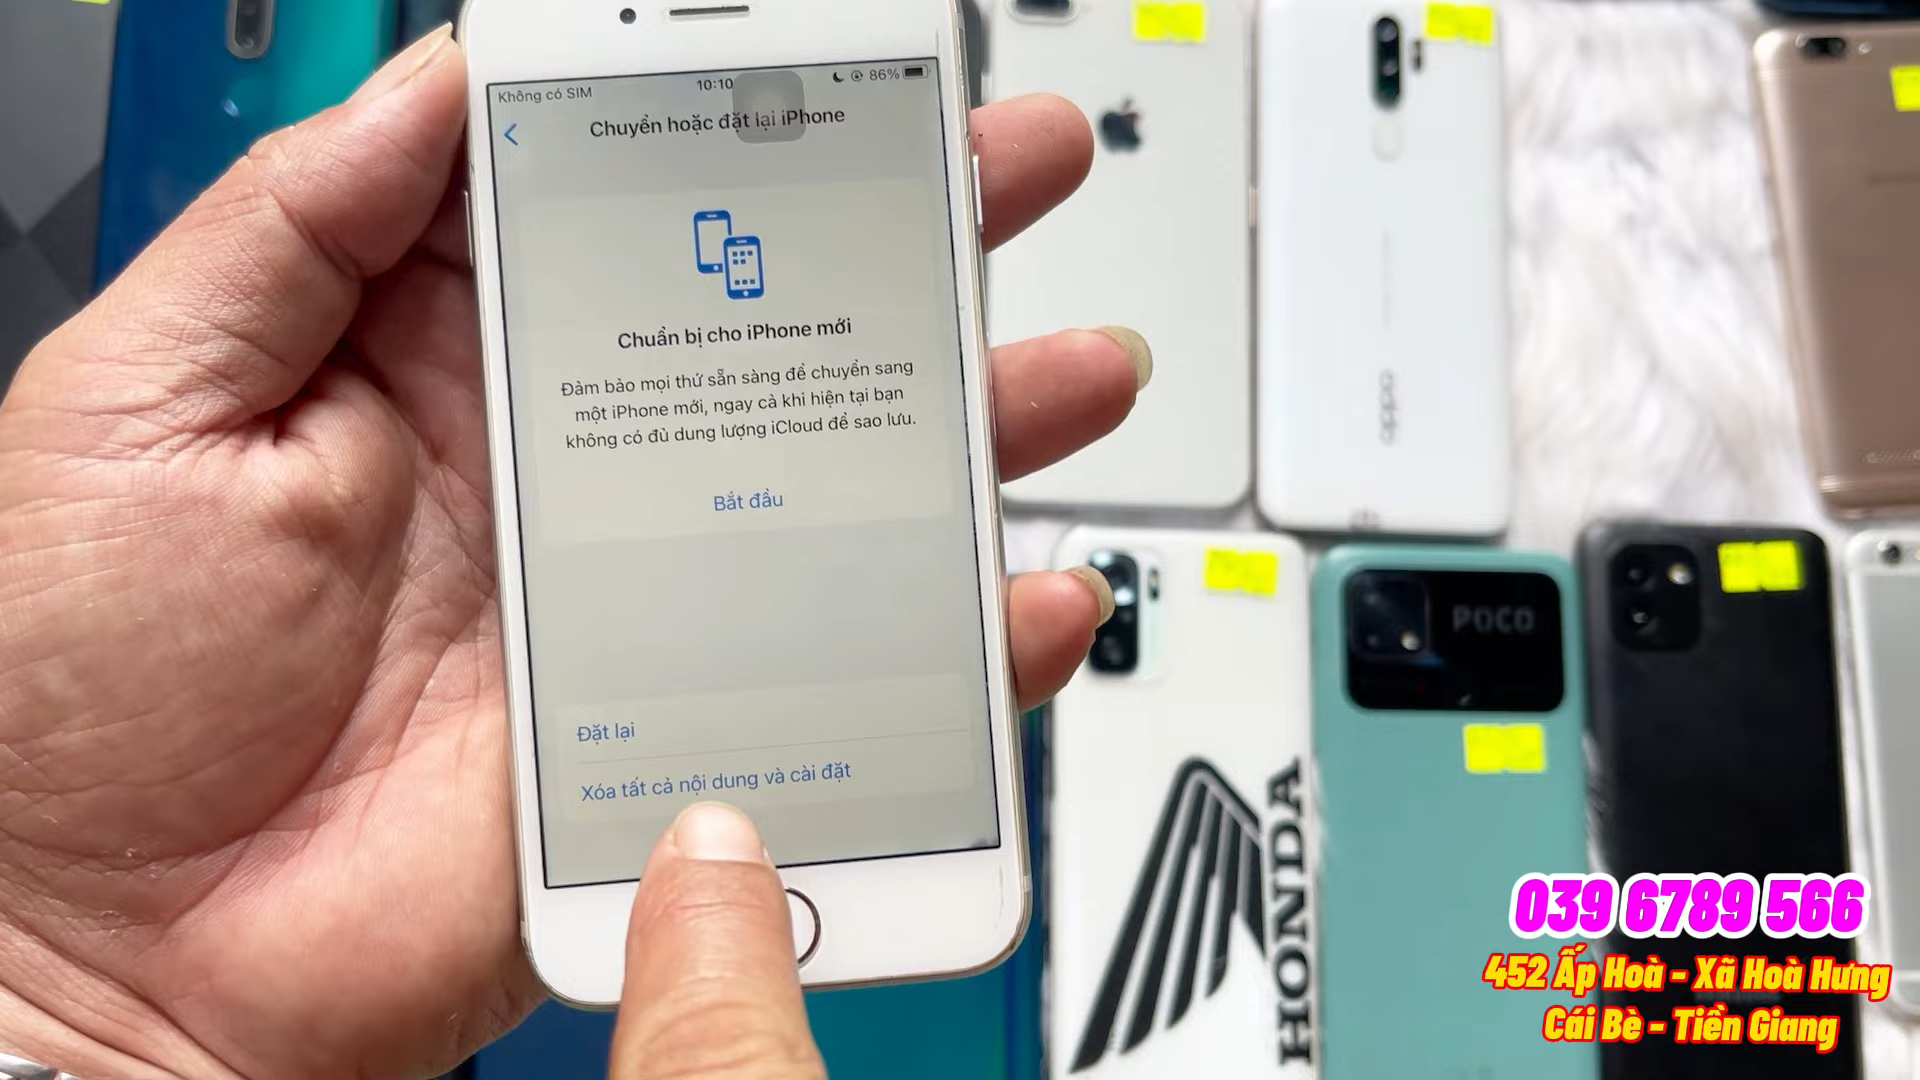 Không có SIM
10:10
86%
Chuyển hoặc đặt lại iPhone
Chuẩn bị cho iPhone mới
Đảm bảo mọi thứ sẵn sàng để chuyển sang
một iPhone mới, ngay cả khi hiện tại bạn
không có đủ dung lượng iCloud để sao lưu.
Bắt đầu
Đặt lại
Xóa tất cả nội dung và cài đặt
oppo
POCO
HONDA
039 6789 566
452 Ấp Hoà - Xã Hoà Hưng
Cái Bè - Tiền Giang